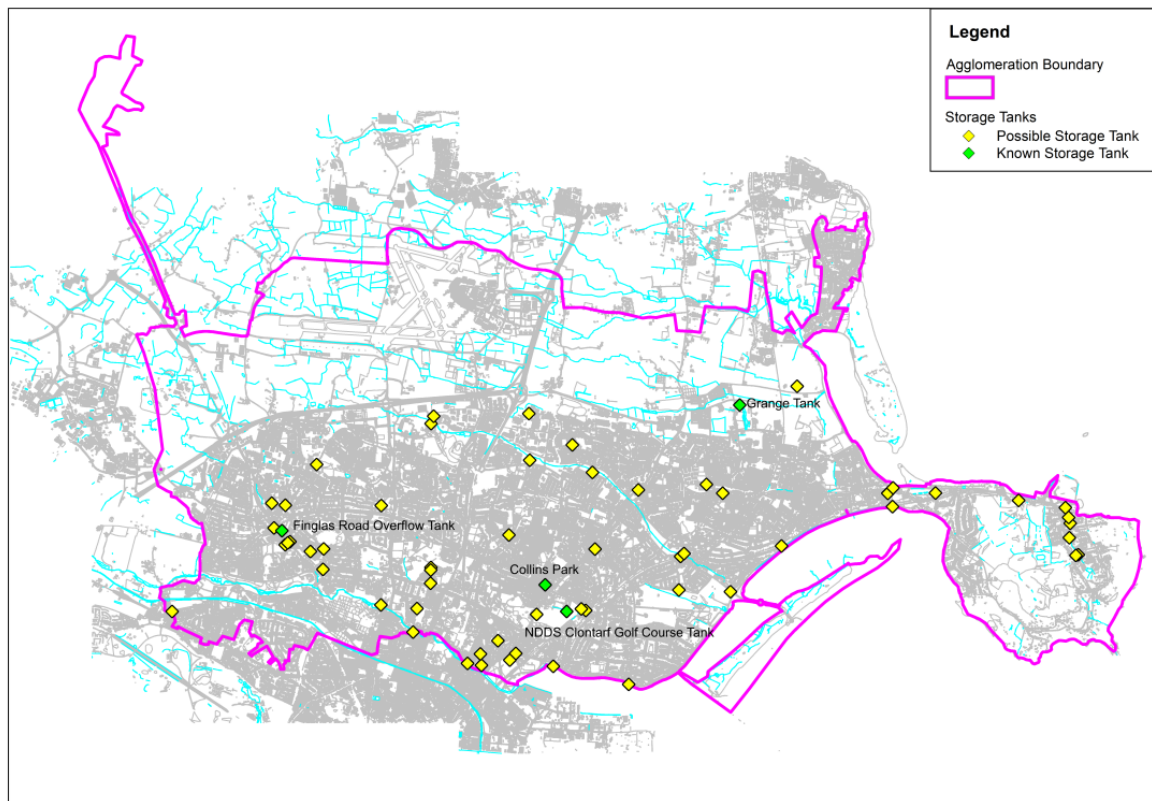 Legend
Agglomeration Boundary
Storage Tanks
Possible Storage Tank
Known Storage Tank
Grange Tank
Finglas Road Overflow Tank
Collins Park
NDDS Clontarf Golf Course Tank